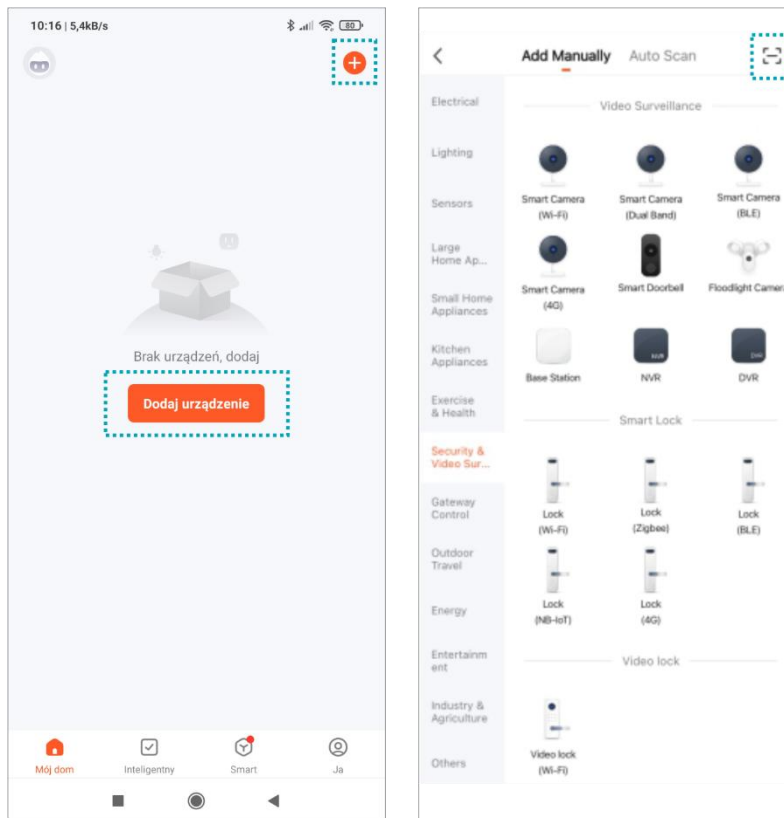 10:16 | 5,4kB/s
80
Brak urządzeń, dodaj
Dodaj urządzenie
Mój dom
Inteligentny
Smart
Ja
Add Manually
Auto Scan
Electrical
Lighting
Sensors
Large
Home Ap...
Small Home
Appliances
Kitchen
Appliances
Exercise
& Health
Security &
Video Sur...
Gateway
Control
Outdoor
Travel
Energy
Entertainm
ent
Industry &
Agriculture
Others
Video Surveillance
Smart Camera
(Wi-Fi)
Smart Camera
(Dual Band)
Smart Camera
(BLE)
Smart Camera
(4G)
Smart Doorbell
Floodlight Camer
Base Station
NVR
NVR
DVR
DVR
Smart Lock
Lock
(Wi-Fi)
Lock
(Zigbee)
Lock
(BLE)
Lock
(NB-IoT)
Lock
(4G)
Video lock
Video lock
(Wi-Fi)